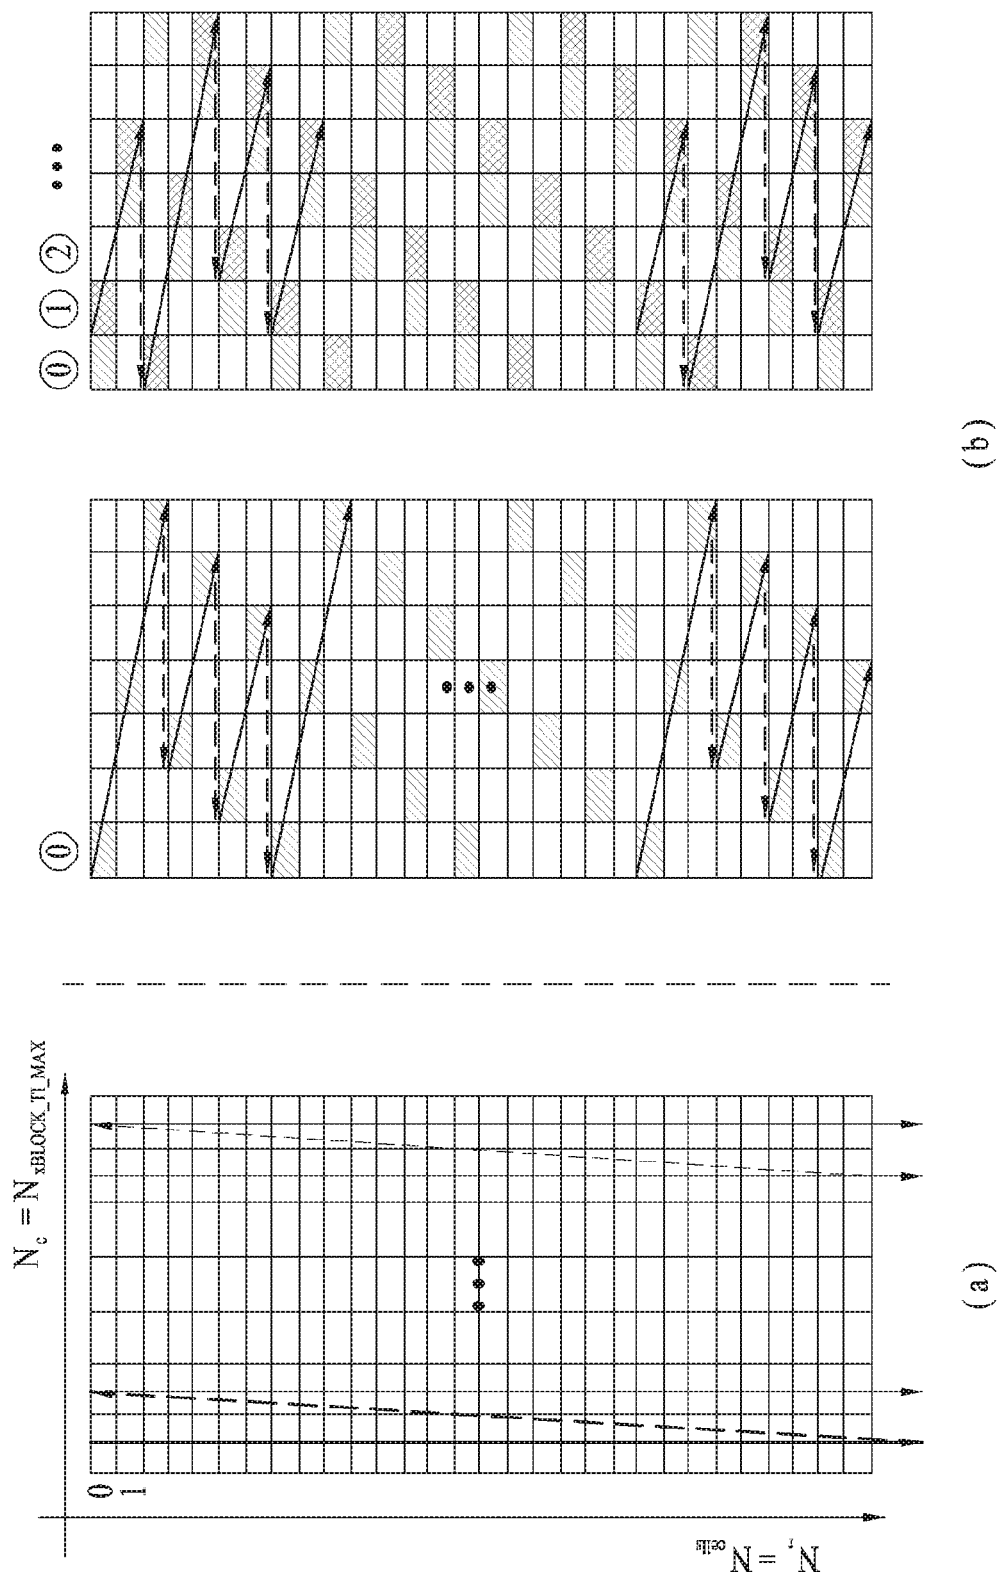 0 1 2
0
N_c = N_xBLOCK_TI_MAX
0
1
N_r = N_cells
(a)
(b)